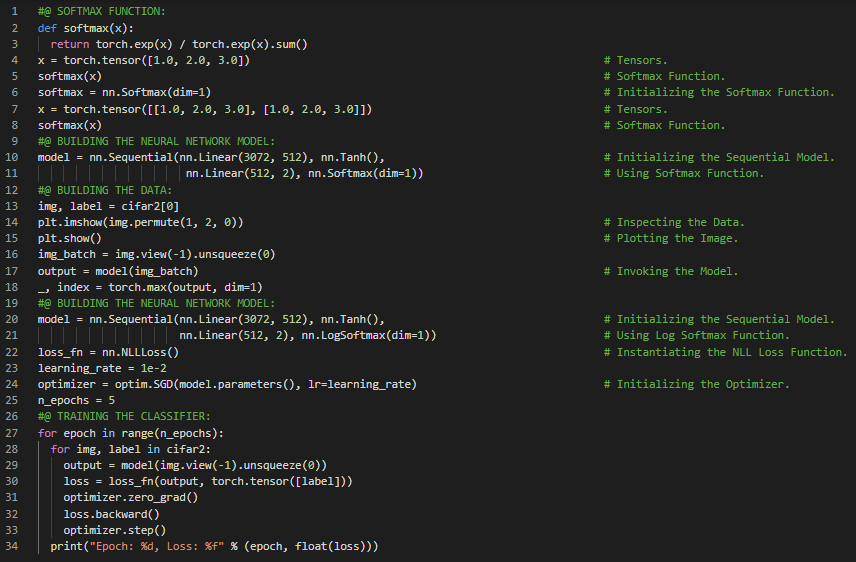 1 #@ SOFTMAX FUNCTION:
2 def softmax(x):
3   return torch.exp(x) / torch.exp(x).sum()
4 x = torch.tensor([1.0, 2.0, 3.0]) # Tensors.
5 softmax(x) # Softmax Function.
6 softmax = nn.Softmax(dim=1) # Initializing the Softmax Function.
7 x = torch.tensor([[1.0, 2.0, 3.0], [1.0, 2.0, 3.0]]) # Tensors.
8 softmax(x) # Softmax Function.
9 #@ BUILDING THE NEURAL NETWORK MODEL:
10 model = nn.Sequential(nn.Linear(3072, 512), nn.Tanh(), # Initializing the Sequential Model.
11                       nn.Linear(512, 2), nn.Softmax(dim=1)) # Using Softmax Function.
12 #@ BUILDING THE DATA:
13 img, label = cifar2[0]
14 plt.imshow(img.permute(1, 2, 0)) # Inspecting the Data.
15 plt.show() # Plotting the Image.
16 img_batch = img.view(-1).unsqueeze(0)
17 output = model(img_batch) # Invoking the Model.
18 _, index = torch.max(output, dim=1)
19 #@ BUILDING THE NEURAL NETWORK MODEL:
20 model = nn.Sequential(nn.Linear(3072, 512), nn.Tanh(), # Initializing the Sequential Model.
21                      nn.Linear(512, 2), nn.LogSoftmax(dim=1)) # Using Log Softmax Function.
22 loss_fn = nn.NLLLoss() # Instantiating the NLL Loss Function.
23 learning_rate = 1e-2
24 optimizer = optim.SGD(model.parameters(), lr=learning_rate) # Initializing the Optimizer.
25 n_epochs = 5
26 #@ TRAINING THE CLASSIFIER:
27 for epoch in range(n_epochs):
28   for img, label in cifar2:
29     output = model(img.view(-1).unsqueeze(0))
30     loss = loss_fn(output, torch.tensor([label]))
31     optimizer.zero_grad()
32     loss.backward()
33     optimizer.step()
34   print("Epoch: %d, Loss: %f" % (epoch, float(loss)))